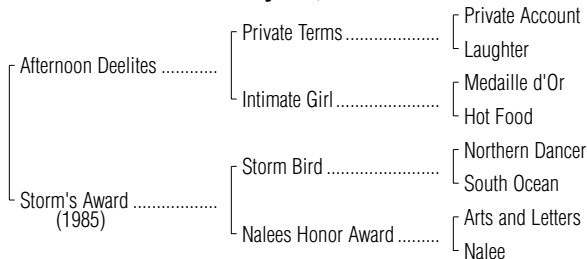 Private Account
Private Terms ....................
Laughter
Afternoon Deelites ............
Medaille d'Or
Intimate Girl ......................
Hot Food
Northern Dancer
Storm Bird ........................
South Ocean
Storm's Award ..................
(1985)
Arts and Letters
Nalees Honor Award .........
Nalee